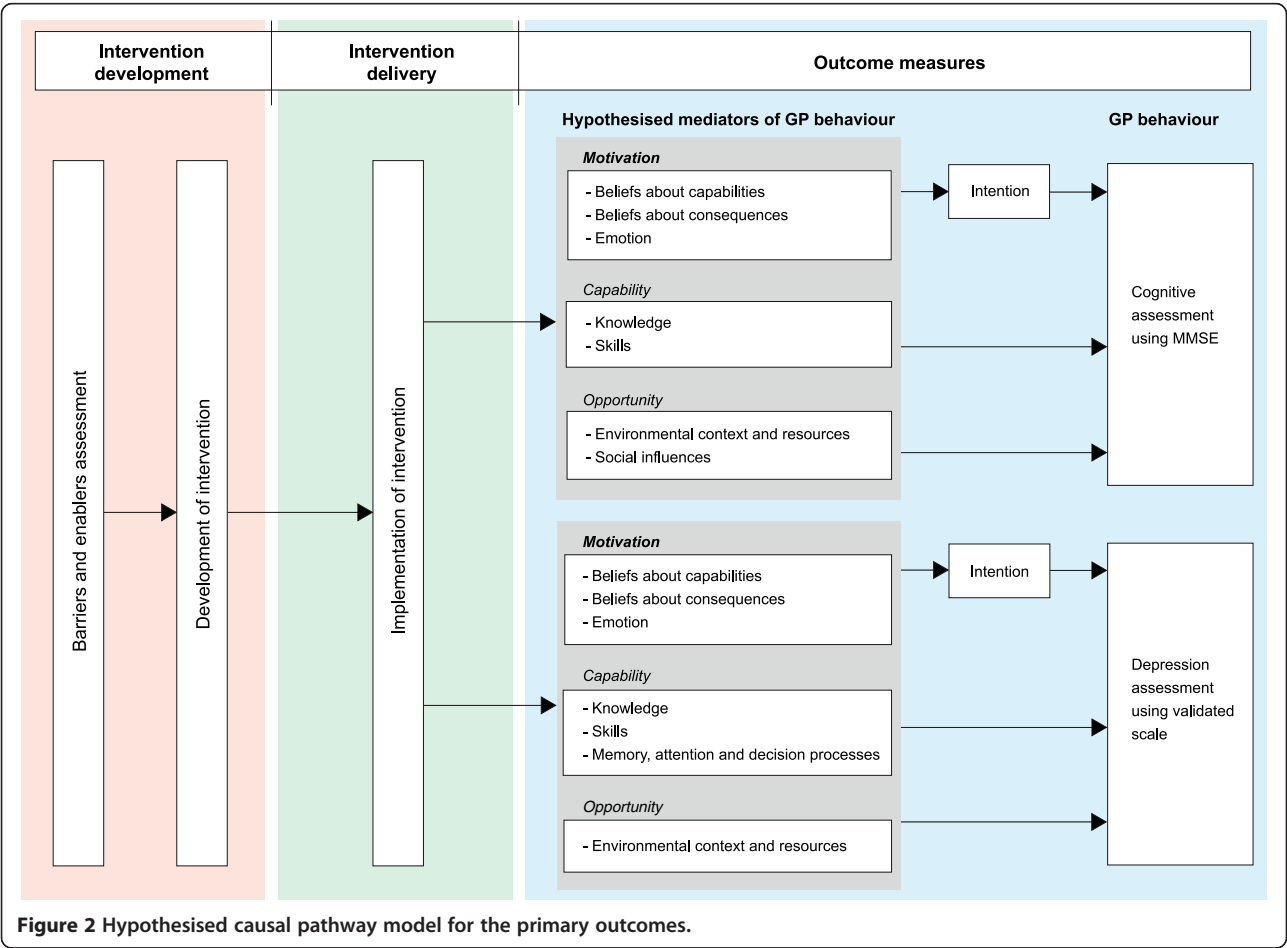 Intervention
development
Intervention
delivery
Outcome measures
Hypothesised mediators of GP behaviour
GP behaviour
Barriers and enablers assessment
Development of intervention
Implementation of intervention
Motivation
- Beliefs about capabilities
- Beliefs about consequences
- Emotion
Intention
Capability
- Knowledge
- Skills
Opportunity
- Environmental context and resources
- Social influences
Cognitive
assessment
using MMSE
Motivation
- Beliefs about capabilities
- Beliefs about consequences
- Emotion
Intention
Capability
- Knowledge
- Skills
- Memory, attention and decision processes
Opportunity
- Environmental context and resources
Depression
assessment
using validated
scale
Figure 2 Hypothesised causal pathway model for the primary outcomes.